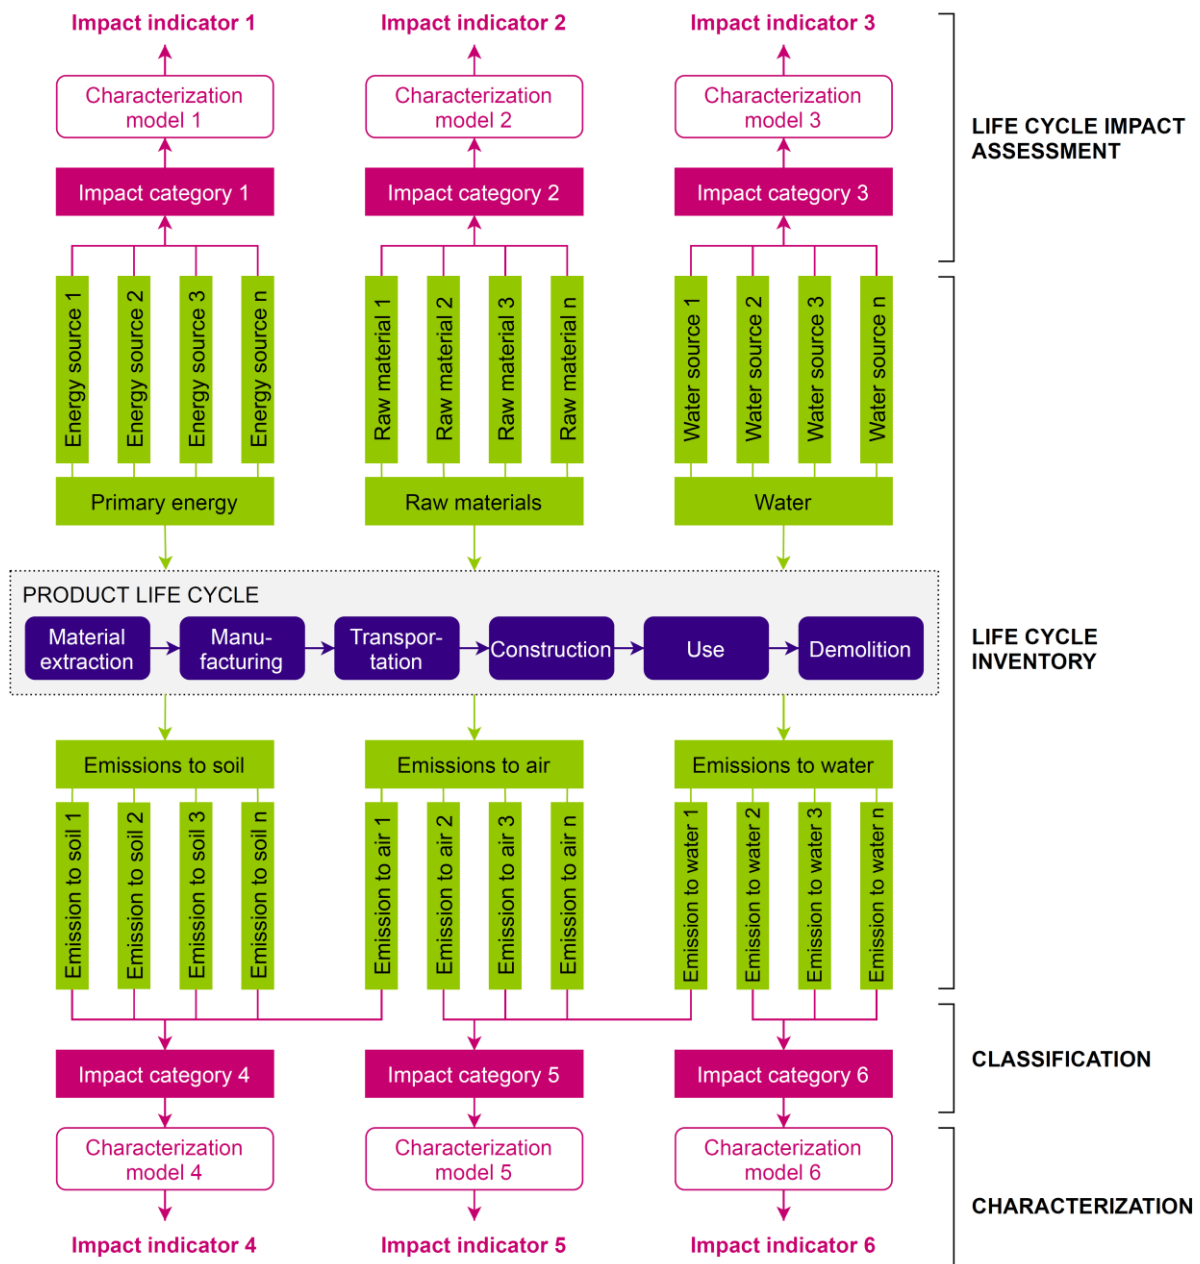 Impact indicator 1
Impact indicator 2
Impact indicator 3
Characterization
model 1
Characterization
model 2
Characterization
model 3
LIFE CYCLE IMPACT
ASSESSMENT
Impact category 1
Impact category 2
Impact category 3
Energy source 1
Energy source 2
Energy source 3
Energy source n
Raw material 1
Raw material 2
Raw material 3
Raw material n
Water source 1
Water source 2
Water source 3
Water source n
Primary energy
Raw materials
Water
PRODUCT LIFE CYCLE
Material
extraction
Manu-
facturing
Transpor-
tation
Construction
Use
Demolition
LIFE CYCLE
INVENTORY
Emissions to soil
Emissions to air
Emissions to water
Emission to soil 1
Emission to soil 2
Emission to soil 3
Emission to soil n
Emission to air 1
Emission to air 2
Emission to air 3
Emission to air n
Emission to water 1
Emission to water 2
Emission to water 3
Emission to water n
Impact category 4
Impact category 5
Impact category 6
CLASSIFICATION
Characterization
model 4
Characterization
model 5
Characterization
model 6
CHARACTERIZATION
Impact indicator 4
Impact indicator 5
Impact indicator 6